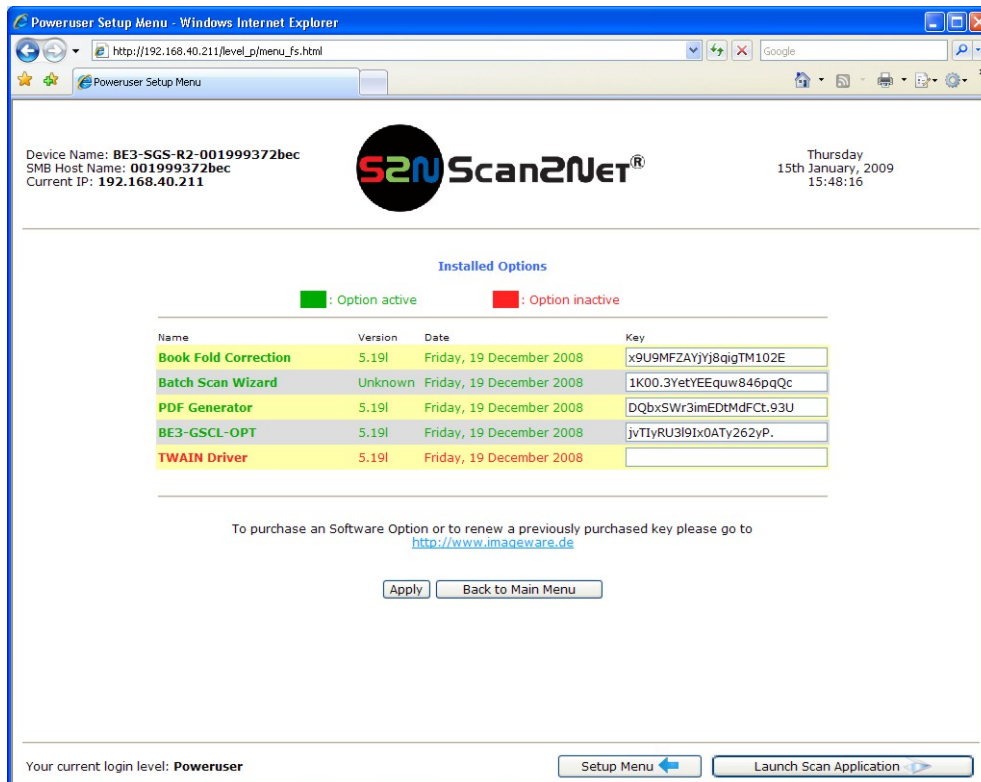 Poweruser Setup Menu - Windows Internet Explorer
http://192.168.40.211/level_p/menu_fs.html
Google
Poweruser Setup Menu
Device Name: BE3-SGS-R2-001999372bec
SMB Host Name: 001999372bec
Current IP: 192.168.40.211
S2N Scan2Net®
Thursday
15th January, 2009
15:48:16
Installed Options
: Option active : Option inactive
Name Version Date Key
Book Fold Correction 5.19l Friday, 19 December 2008 x9U9MFZAYjYj8qigTM102E
Batch Scan Wizard Unknown Friday, 19 December 2008 1K00.3YetYEEquw846pqQc
PDF Generator 5.19l Friday, 19 December 2008 DQbxSWr3imEDtMdFCt.93U
BE3-GSCL-OPT 5.19l Friday, 19 December 2008 jvTIyRU3l9Ix0ATy262yP.
TWAIN Driver 5.19l Friday, 19 December 2008
To purchase an Software Option or to renew a previously purchased key please go to
http://www.imageware.de
Apply Back to Main Menu
Your current login level: Poweruser Setup Menu Launch Scan Application